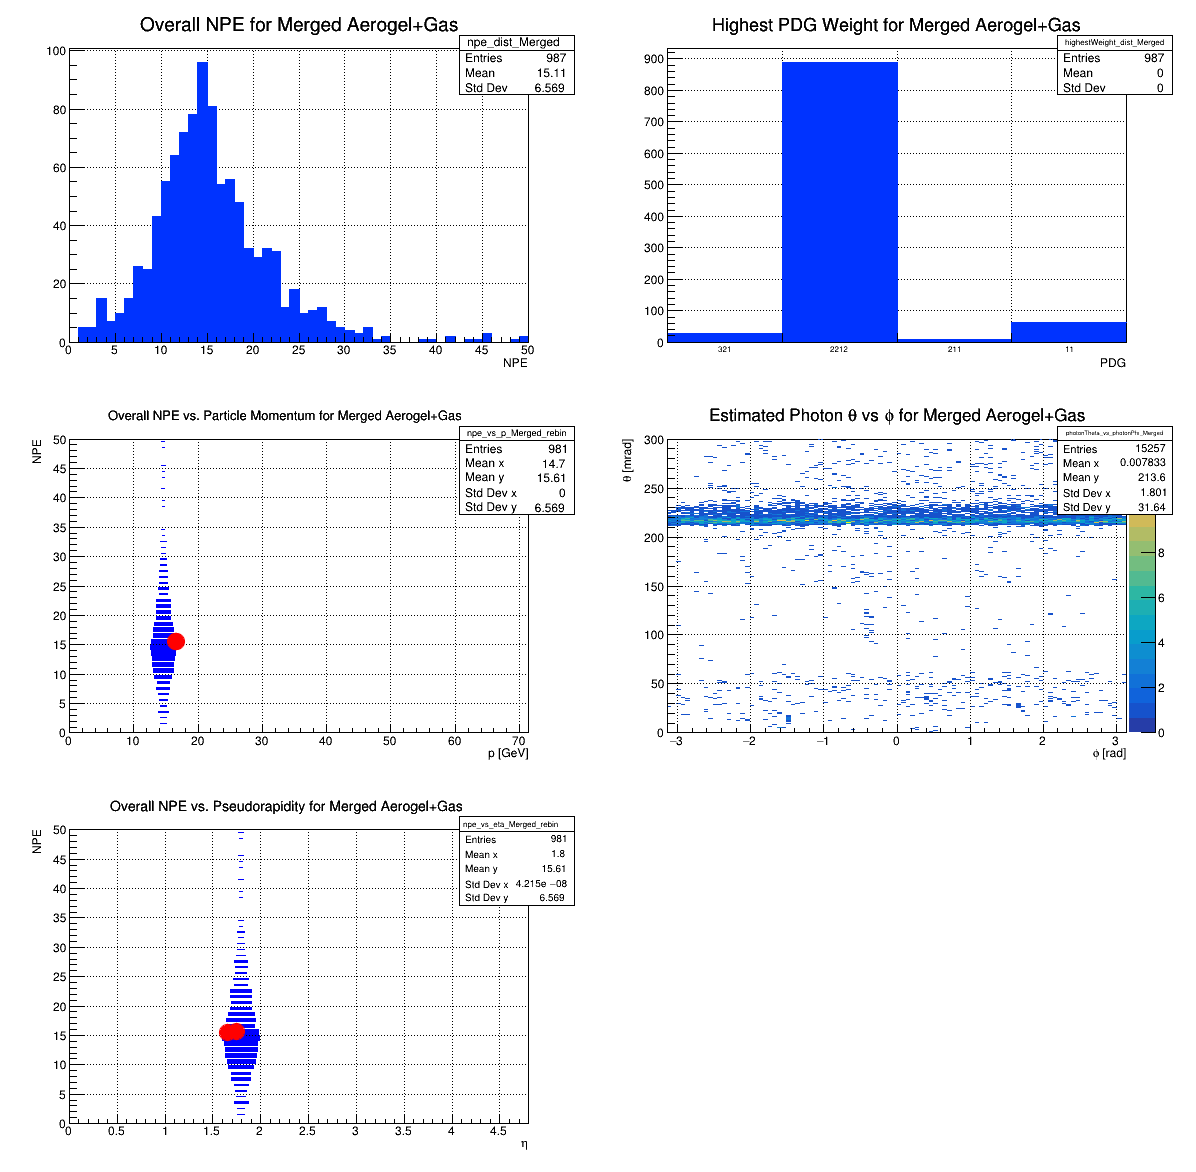 Overall NPE for Merged Aerogel+Gas
npe_dist_Merged
Entries 987
Mean 15.11
Std Dev 6.569
100
80
60
40
20
0
0 5 10 15 20 25 30 35 40 45 50
NPE
Highest PDG Weight for Merged Aerogel+Gas
highestWeight_dist_Merged
Entries 987
Mean 0
Std Dev 0
900
800
700
600
500
400
300
200
100
0
321 2212 211 11
PDG
Overall NPE vs. Particle Momentum for Merged Aerogel+Gas
npe_vs_p_Merged_rebin
Entries 981
Mean x 14.7
Mean y 15.61
Std Dev x 0
Std Dev y 6.569
NPE
50
45
40
35
30
25
20
15
10
5
0
0 10 20 30 40 50 60 70
p [GeV]
Estimated Photon θ vs ϕ for Merged Aerogel+Gas
photonTheta_vs_photonPhi_Merged
Entries 15257
Mean x 0.007833
Mean y 213.6
Std Dev x 1.801
Std Dev y 31.64
θ [mrad]
300
250
200
150
100
50
0
−3 −2 −1 0 1 2 3
ϕ [rad]
8
6
4
2
0
Overall NPE vs. Pseudorapidity for Merged Aerogel+Gas
npe_vs_eta_Merged_rebin
Entries 981
Mean x 1.8
Mean y 15.61
Std Dev x 4.215e −08
Std Dev y 6.569
NPE
50
45
40
35
30
25
20
15
10
5
0
0 0.5 1 1.5 2 2.5 3 3.5 4 4.5
η